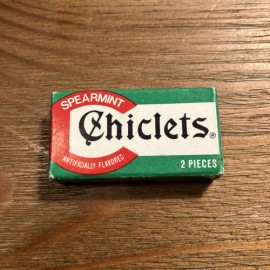 SPEARMINT
Chiclets®
ARTIFICIALLY FLAVORED
2 PIECES